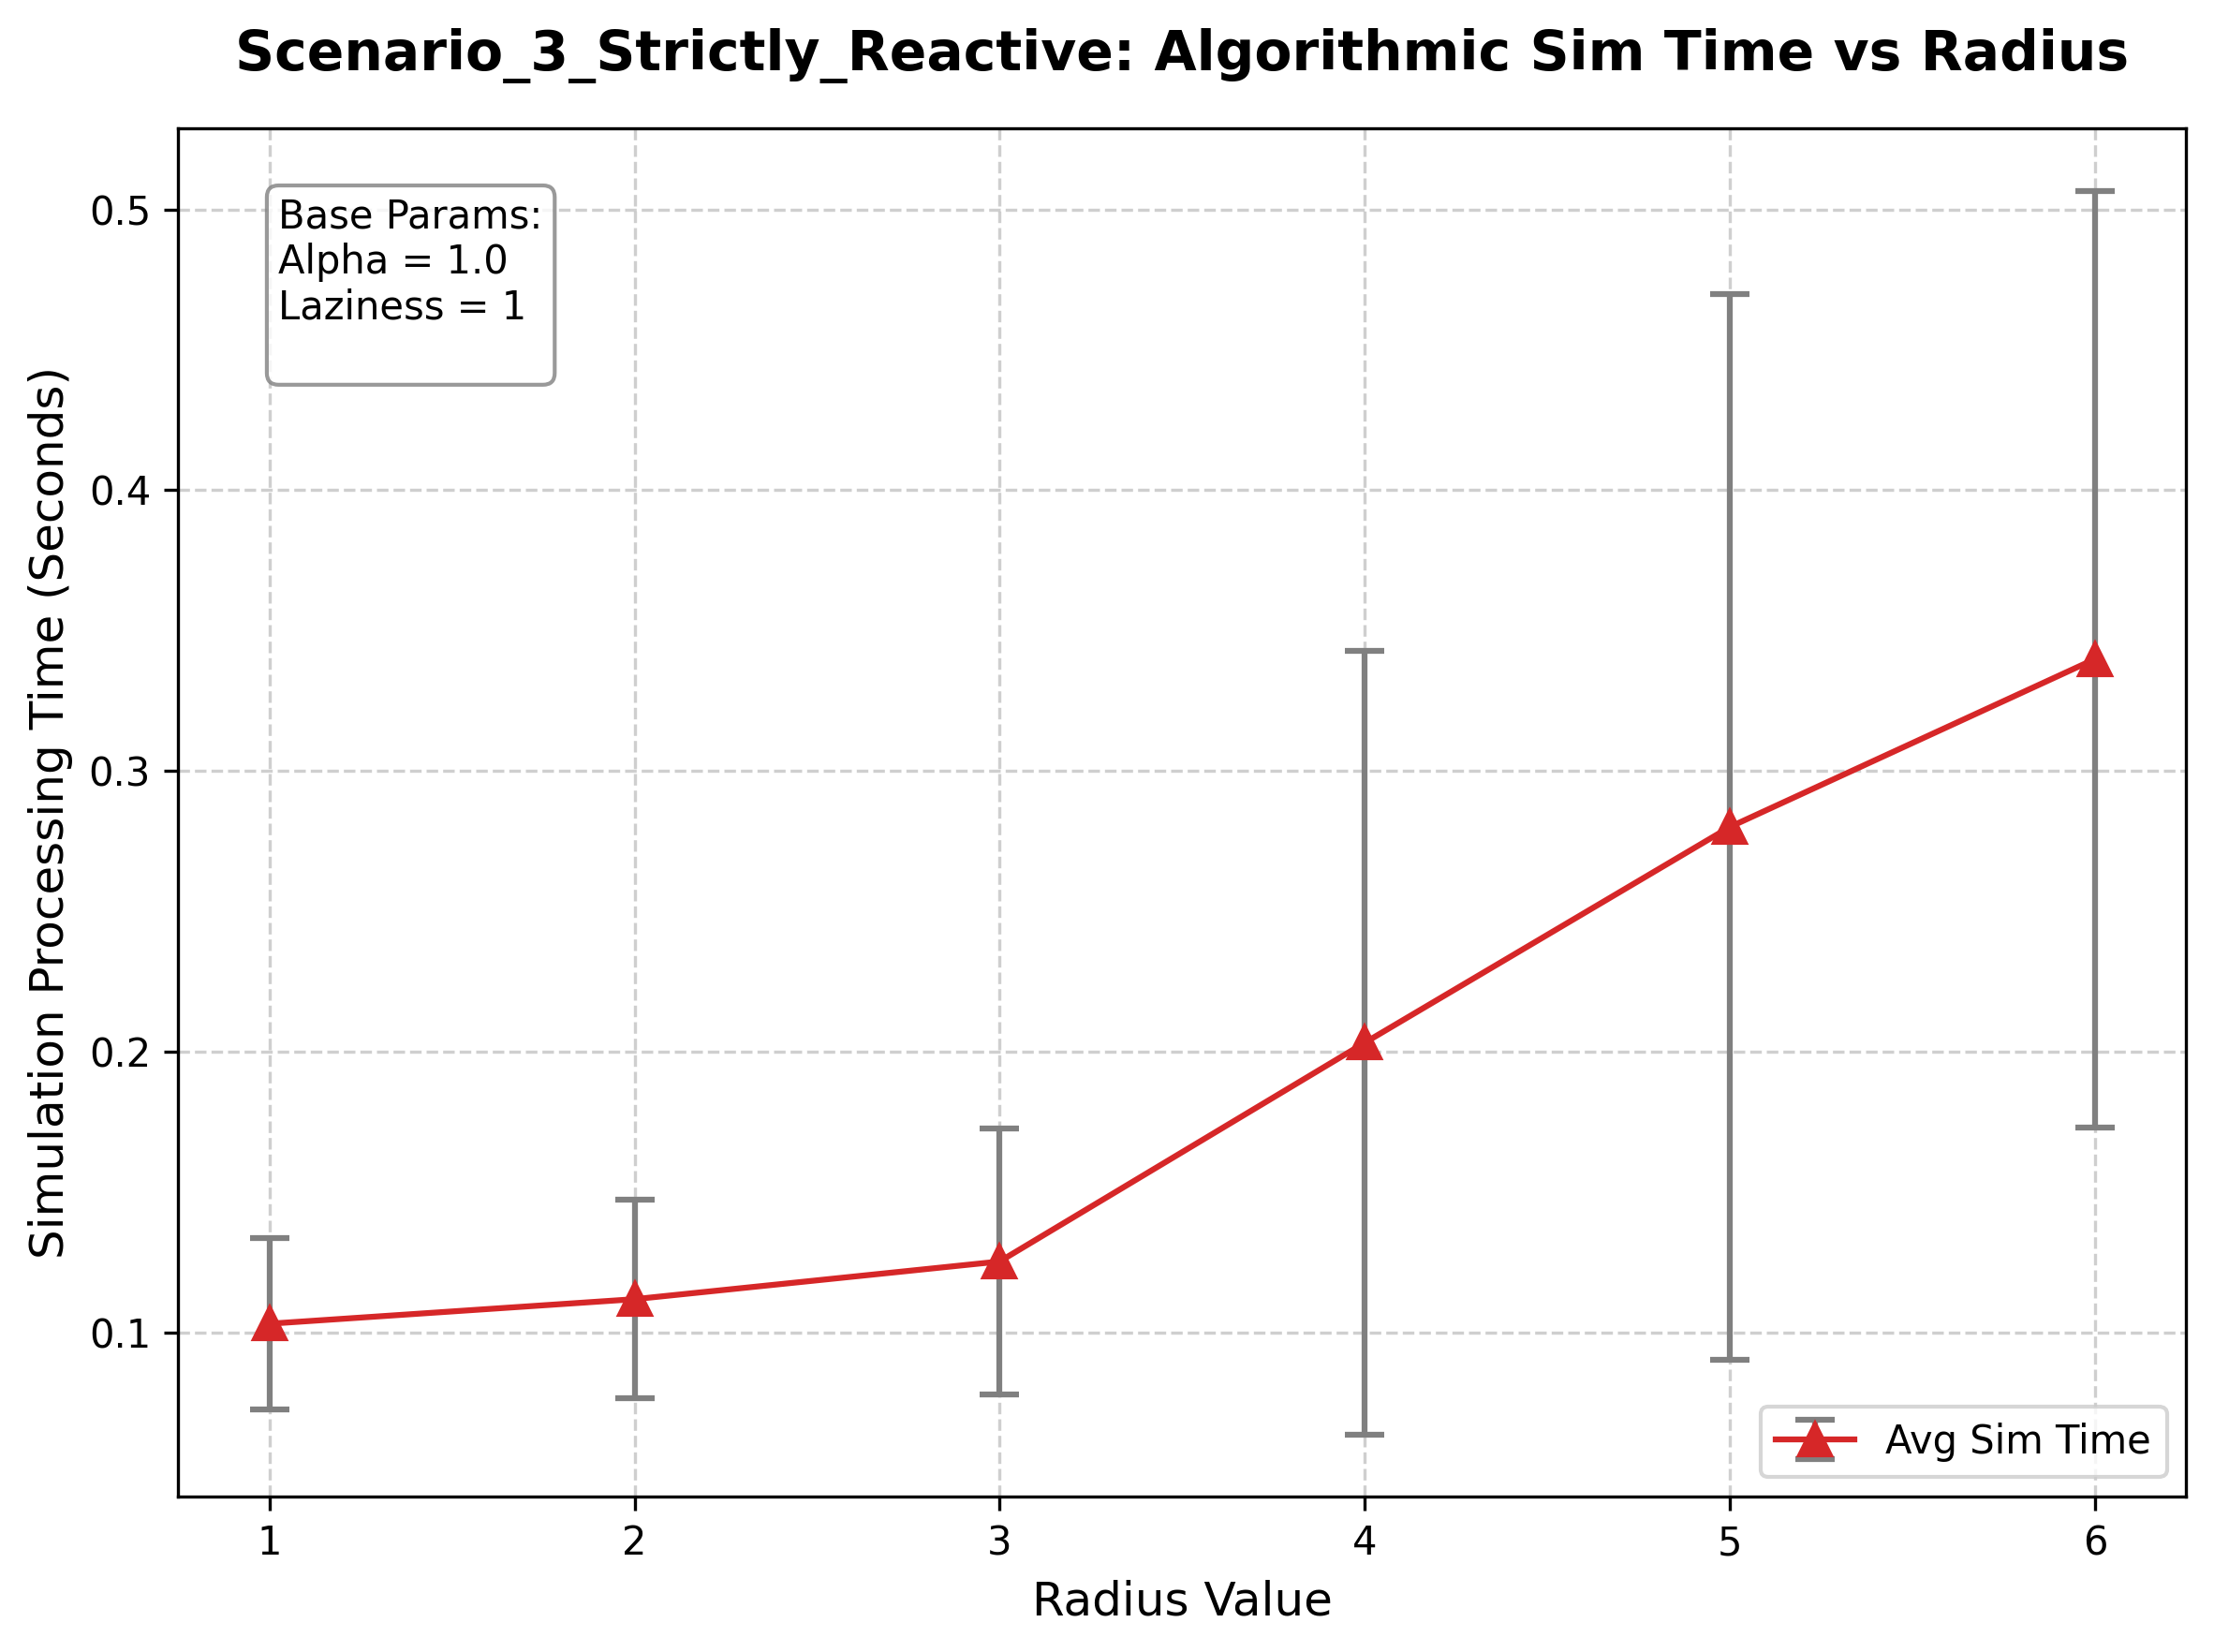 Scenario_3_Strictly_Reactive: Algorithmic Sim Time vs Radius
Base Params:
Alpha = 1.0
Laziness = 1
Simulation Processing Time (Seconds)
0.5
0.4
0.3
0.2
0.1
Avg Sim Time
1 2 3 4 5 6
Radius Value